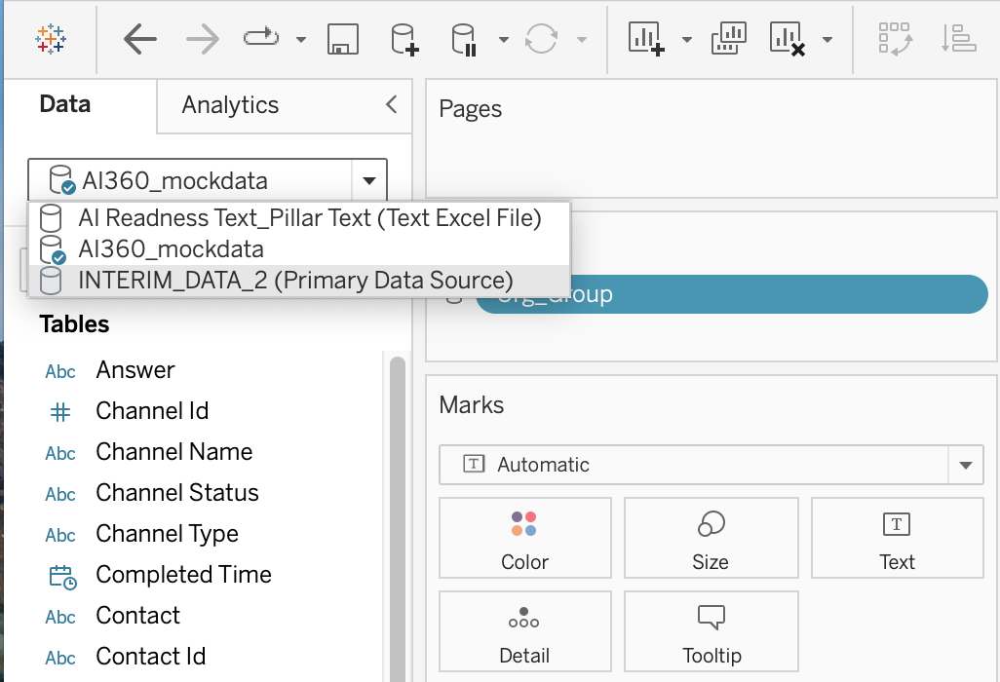 Data
Analytics
AI360_mockdata
AI Readness Text_Pillar Text (Text Excel File)
AI360_mockdata
INTERIM_DATA_2 (Primary Data Source)
Tables
Abc Answer
Channel Id
Abc Channel Name
Abc Channel Status
Abc Channel Type
Completed Time
Abc Contact
Abc Contact Id
Pages
Org_Group
Marks
T Automatic
Color
Size
T
Text
Detail
Tooltip